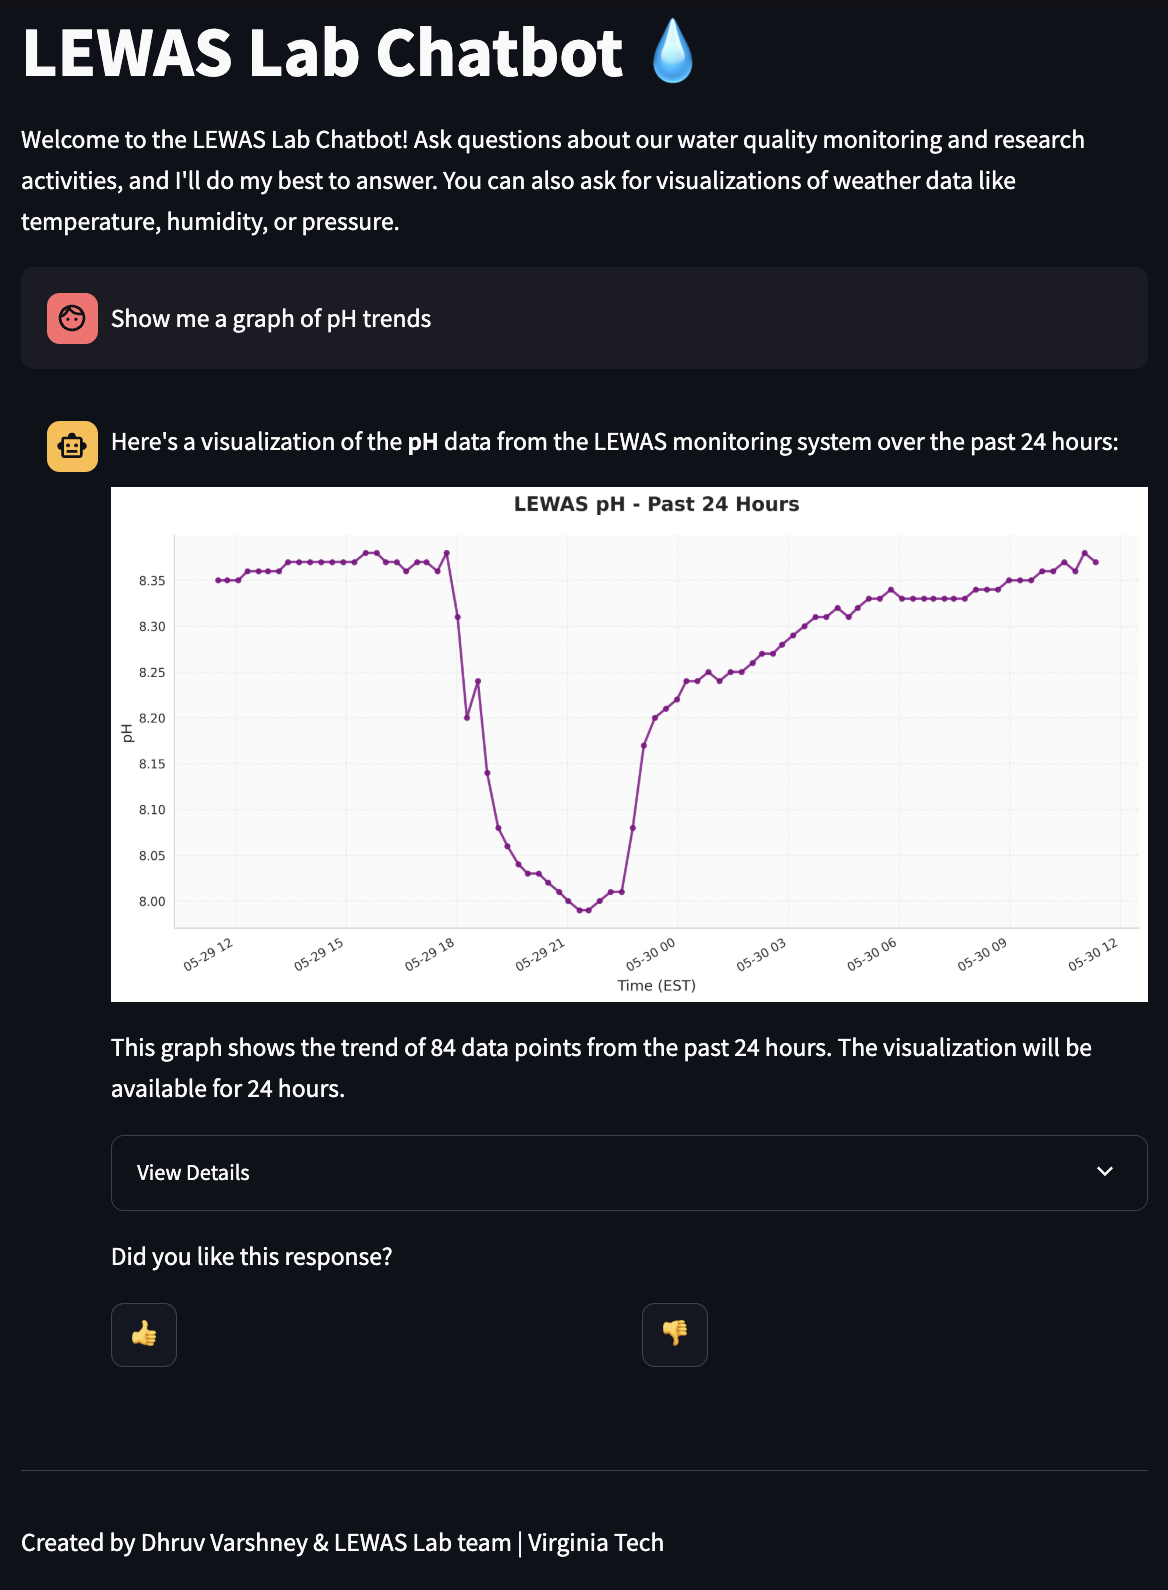 LEWAS Lab Chatbot
Welcome to the LEWAS Lab Chatbot! Ask questions about our water quality monitoring and research
activities, and I'll do my best to answer. You can also ask for visualizations of weather data like
temperature, humidity, or pressure.
Show me a graph of pH trends
Here's a visualization of the pH data from the LEWAS monitoring system over the past 24 hours:
LEWAS pH - Past 24 Hours
8.35
8.30
8.25
8.20
8.15
8.10
8.05
8.00
pH
05-29 12
05-29 15
05-29 18
05-29 21
05-30 00
05-30 03
05-30 06
05-30 09
05-30 12
Time (EST)
This graph shows the trend of 84 data points from the past 24 hours. The visualization will be
available for 24 hours.
View Details
Did you like this response?
Created by Dhruv Varshney & LEWAS Lab team | Virginia Tech